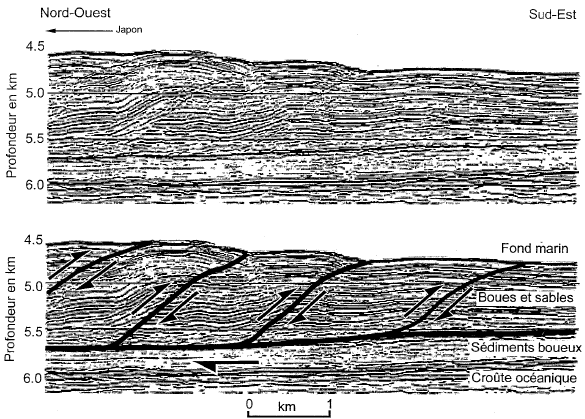 Nord-Ouest
Sud-Est
Japon
4.5
5.0
5.5
6.0
Profondeur en km
4.5
5.0
5.5
6.0
Profondeur en km
Fond marin
Boues et sables
Sédiments boueux
Croûte océanique
0 km 1